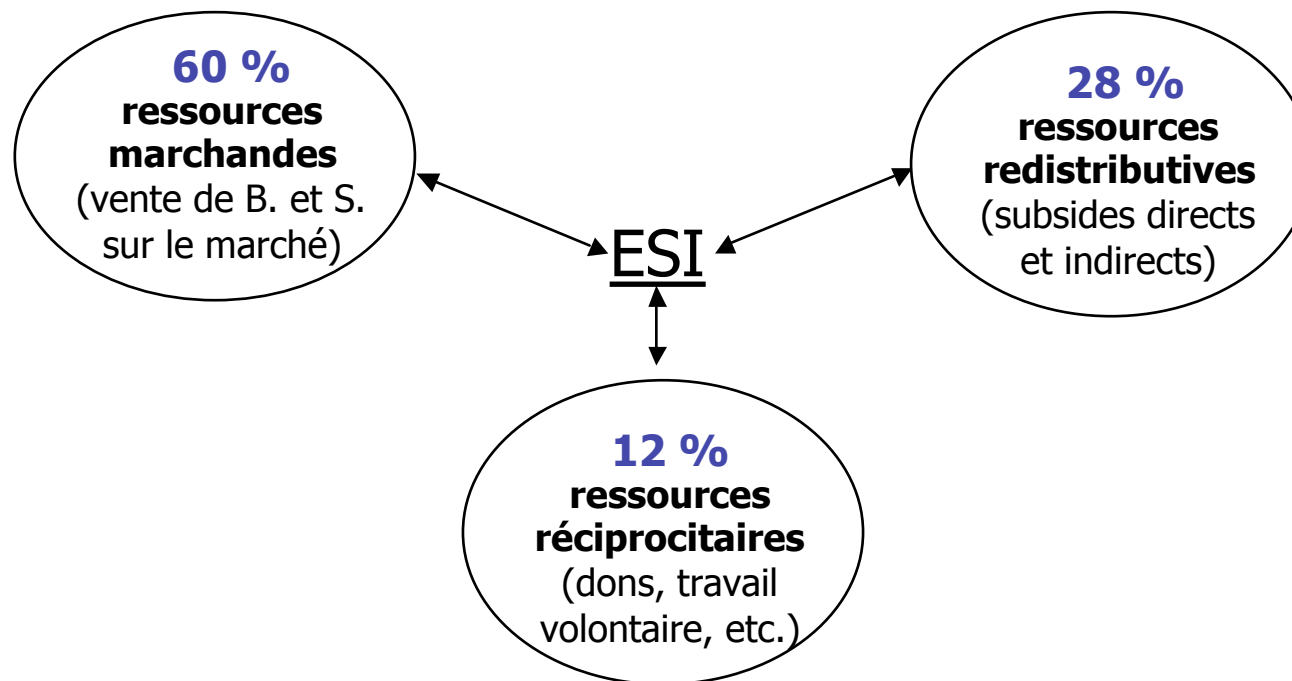 60 %
ressources
marchandes
(vente de B. et S.
sur le marché)
28 %
ressources
redistributives
(subsides directs
et indirects)
ESI
12 %
ressources
réciprocitaires
(dons, travail
volontaire, etc.)